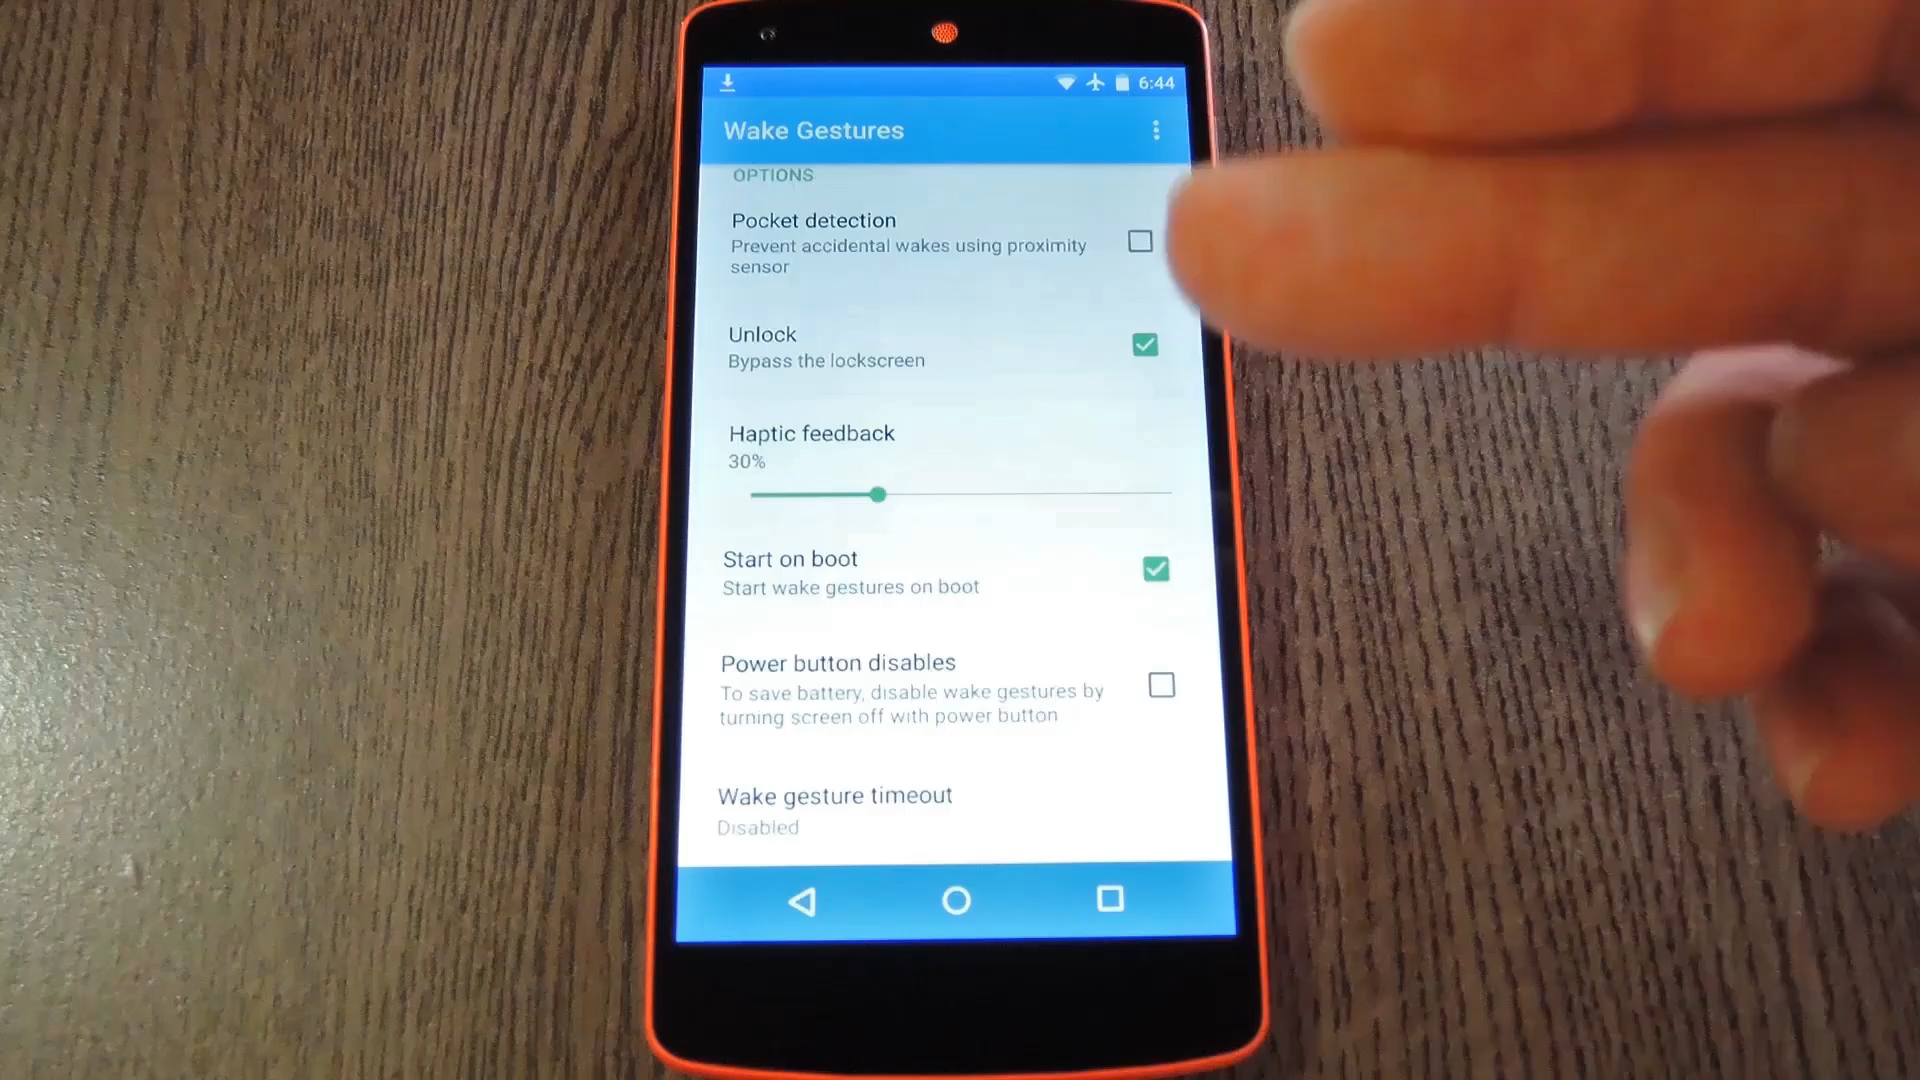 6:44
Wake Gestures
OPTIONS
Pocket detection
Prevent accidental wakes using proximity
sensor
Unlock
Bypass the lockscreen
Haptic feedback
30%
Start on boot
Start wake gestures on boot
Power button disables
To save battery, disable wake gestures by
turning screen off with power button
Wake gesture timeout
Disabled